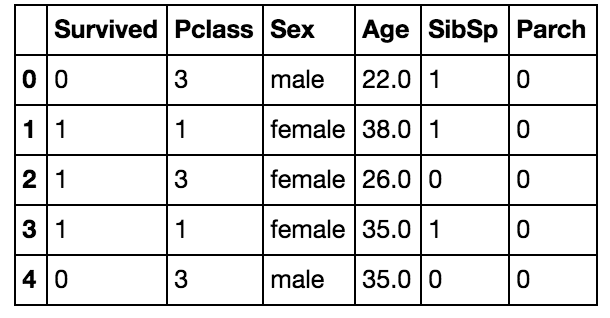 Survived Pclass Sex Age SibSp Parch
0 0 3 male 22.0 1 0
1 1 1 female 38.0 1 0
2 1 3 female 26.0 0 0
3 1 1 female 35.0 1 0
4 0 3 male 35.0 0 0